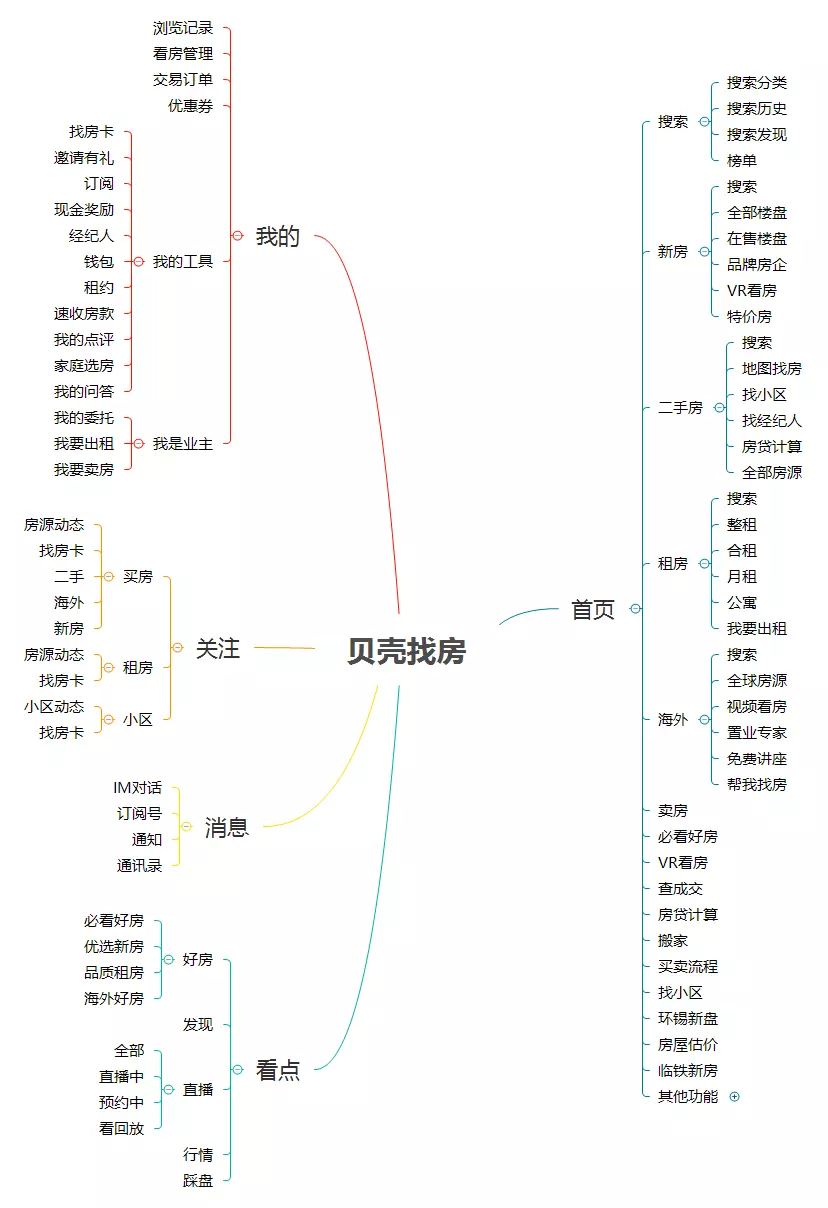 贝壳找房
首页
搜索
搜索分类
搜索历史
搜索发现
榜单
新房
搜索
全部楼盘
在售楼盘
品牌房企
VR看房
特价房
二手房
搜索
地图找房
找小区
找经纪人
房贷计算
全部房源
租房
搜索
整租
合租
月租
公寓
我要出租
海外
搜索
全球房源
视频看房
置业专家
免费讲座
帮我找房
卖房
必看好房
VR看房
查成交
房贷计算
搬家
买卖流程
找小区
环锡新盘
房屋估价
临铁新房
其他功能
我的
浏览记录
看房管理
交易订单
优惠券
我的工具
找房卡
邀请有礼
订阅
现金奖励
经纪人
钱包
租约
速收房款
我的点评
家庭选房
我的问答
我是业主
我的委托
我要出租
我要卖房
关注
买房
房源动态
找房卡
二手
海外
新房
租房
房源动态
找房卡
小区
小区动态
找房卡
消息
IM对话
订阅号
通知
通讯录
看点
好房
必看好房
优选新房
品质租房
海外好房
发现
直播
全部
直播中
预约中
看回放
行情
踩盘